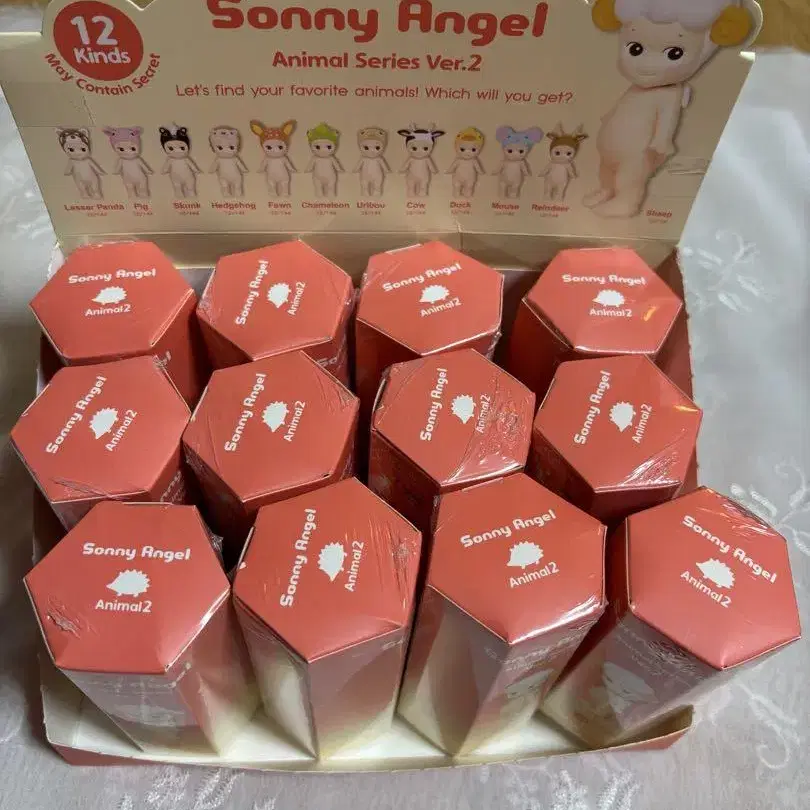 Sonny Angel
12
Kinds
May Contain Secret
Animal Series Ver.2
Let's find your favorite animals! Which will you get?
Lesser Panda
Pig
Skunk
Hedgehog
Fawn
Chameleon
Uribou
Cow
Duck
Mouse
Reindeer
Sheep
Sonny Angel
Animal2
Sonny Angel
Animal2
Sonny Angel
Animal2
Sonny Angel
Animal2
Sonny Angel
Animal2
Sonny Angel
Animal2
Sonny Angel
Animal2
Sonny Angel
Animal2
Sonny Angel
Animal2
Sonny Angel
Animal2
Sonny Angel
Animal2
Sonny Angel
Animal2